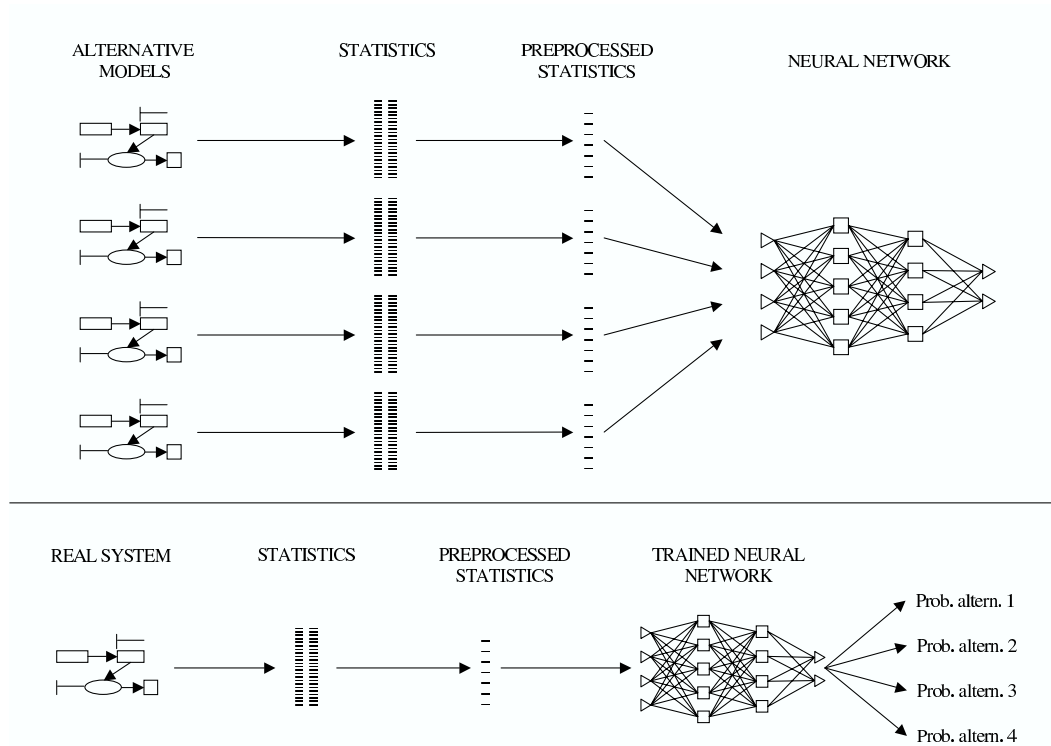 ALTERNATIVE
MODELS
STATISTICS
PREPROCESSED
STATISTICS
NEURAL NETWORK
REAL SYSTEM
STATISTICS
PREPROCESSED
STATISTICS
TRAINED NEURAL
NETWORK
Prob. altern. 1
Prob. altern. 2
Prob. altern. 3
Prob. altern. 4